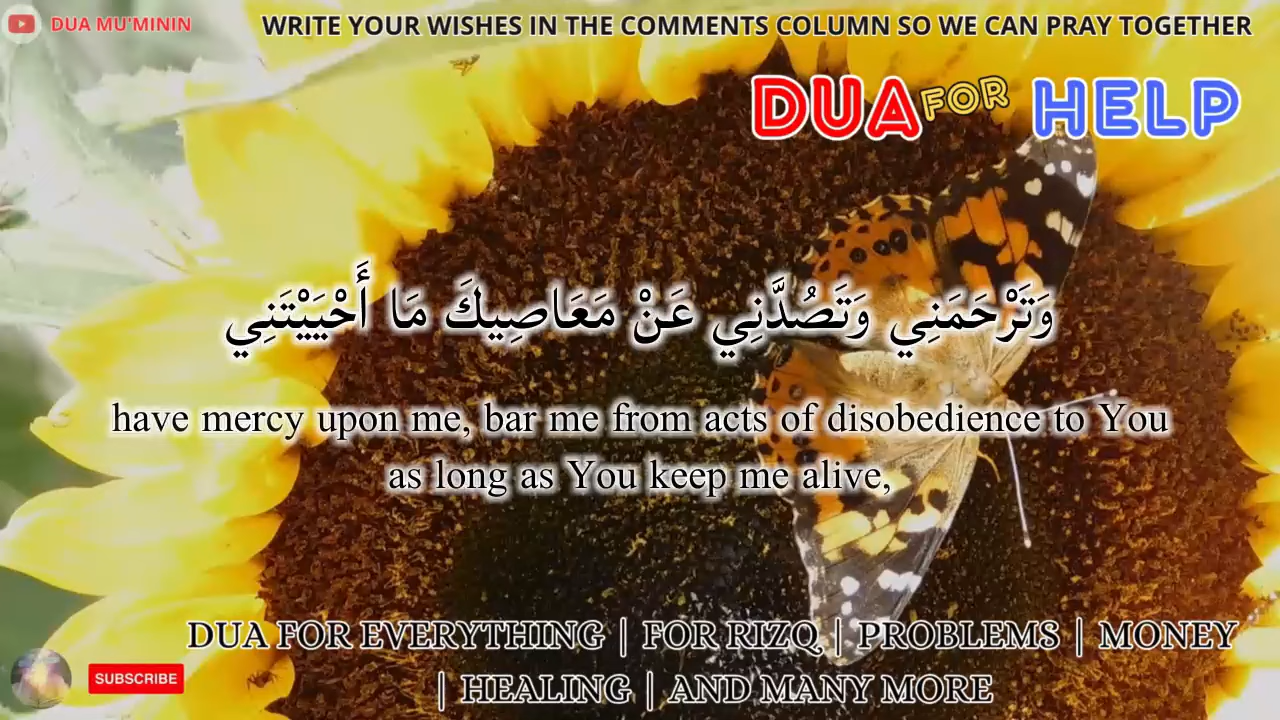 DUA MU'MININ
WRITE YOUR WISHES IN THE COMMENTS COLUMN SO WE CAN PRAY TOGETHER
DUA FOR HELP
وَتَرْحَمَنِي وَتَصُدَّنِي عَنْ مَعَاصِيكَ مَا أَحْيَيْتَنِي
have mercy upon me, bar me from acts of disobedience to You
as long as You keep me alive,
DUA FOR EVERYTHING | FOR RIZQ | PROBLEMS | MONEY
| HEALING | AND MANY MORE
SUBSCRIBE